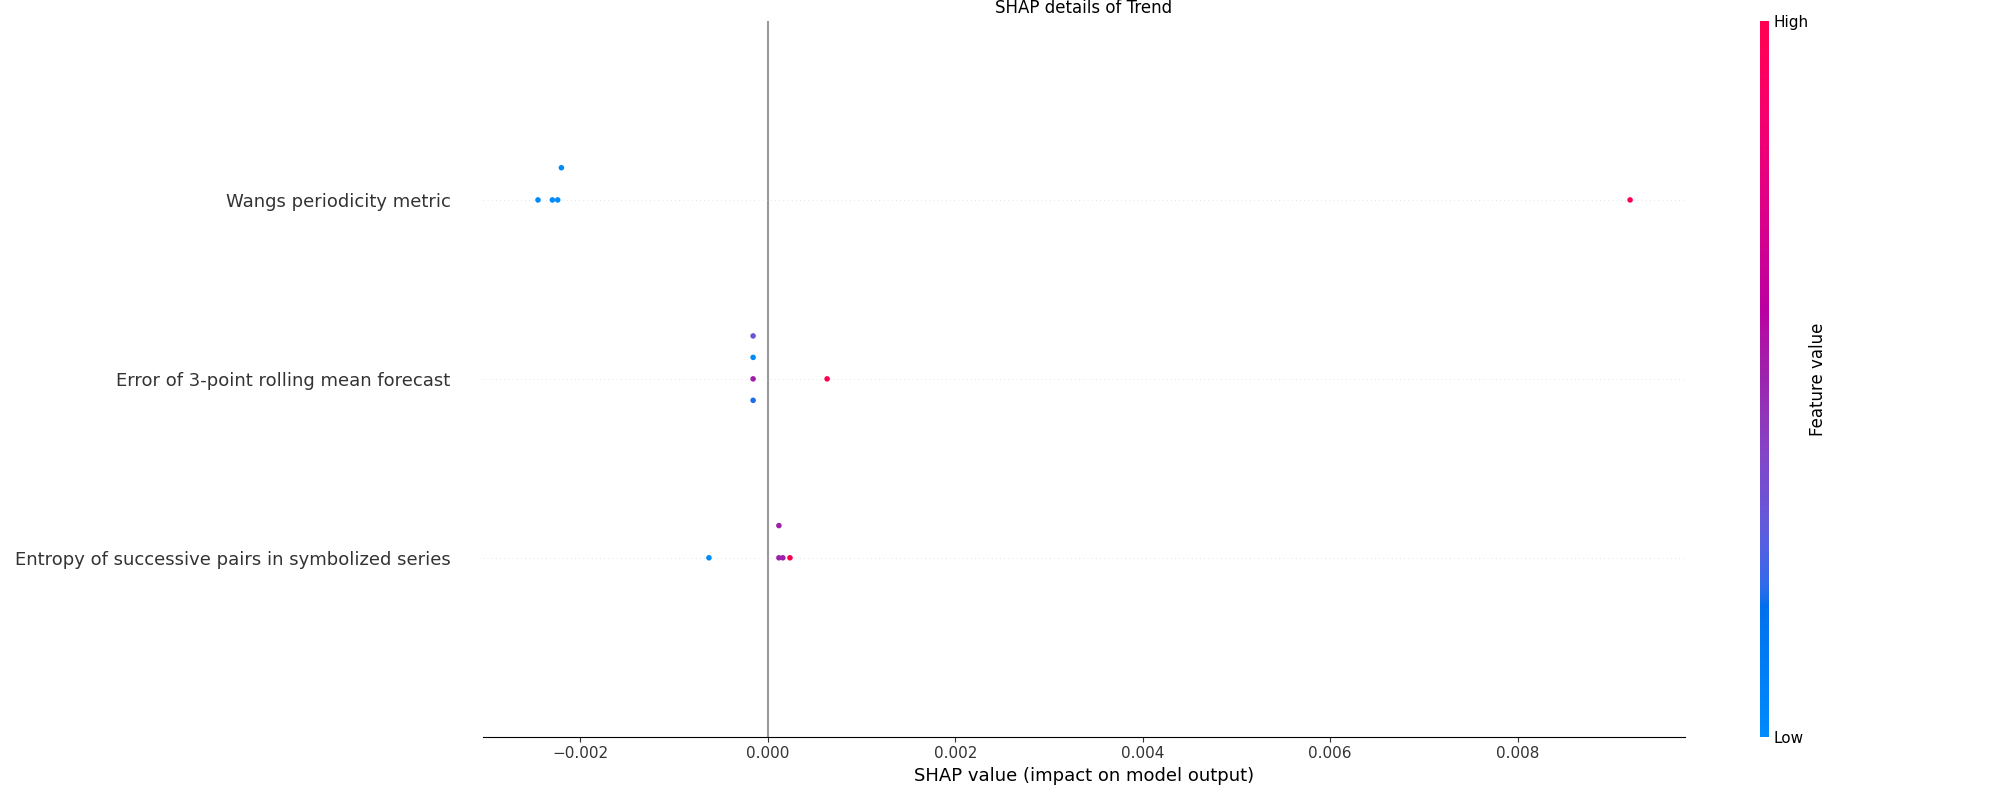 SHAP details of Trend
High
Wangs periodicity metric
Error of 3-point rolling mean forecast
Feature value
Entropy of successive pairs in symbolized series
Low
−0.002 0.000 0.002 0.004 0.006 0.008
SHAP value (impact on model output)